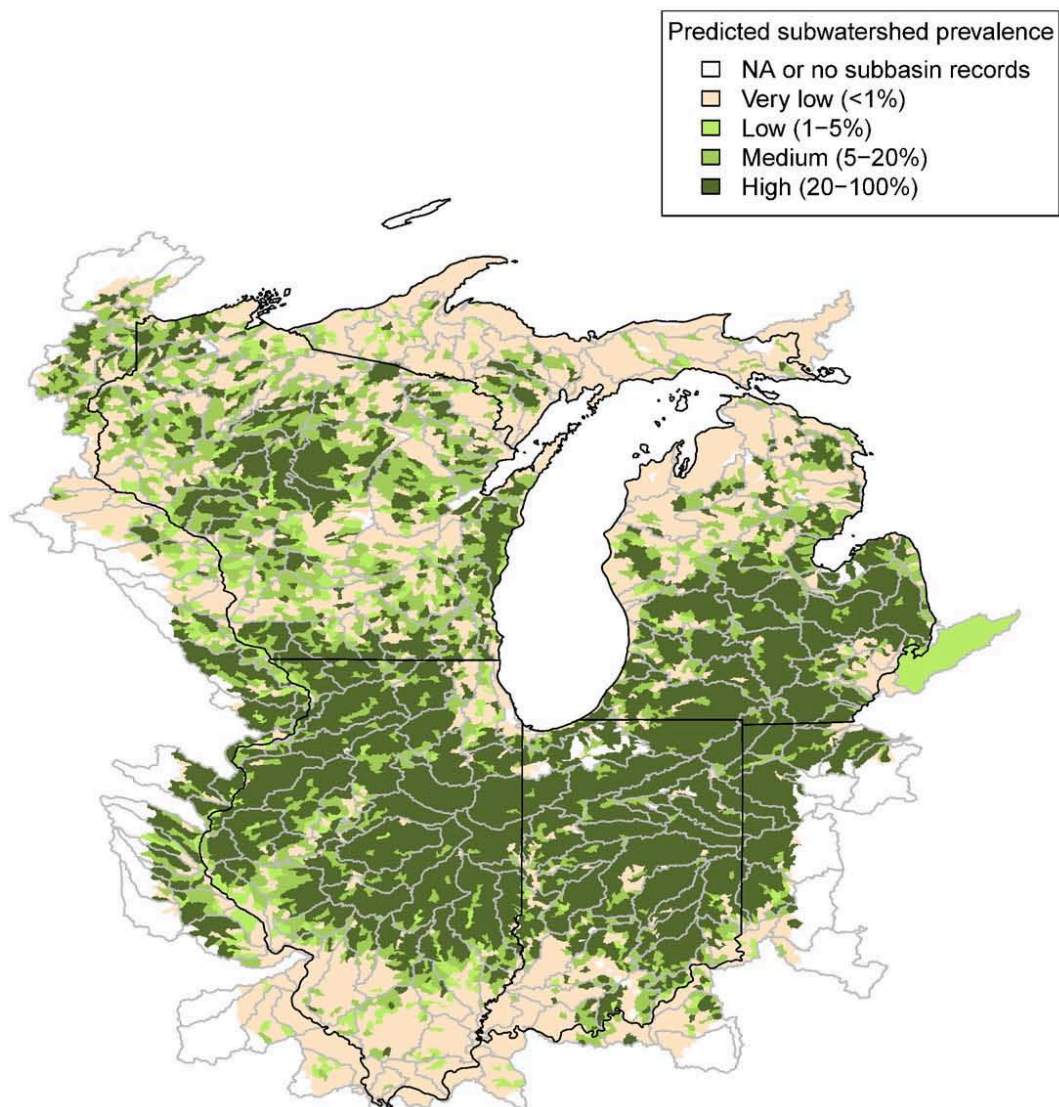 Predicted subwatershed prevalence
NA or no subbasin records
Very low (<1%)
Low (1−5%)
Medium (5−20%)
High (20−100%)